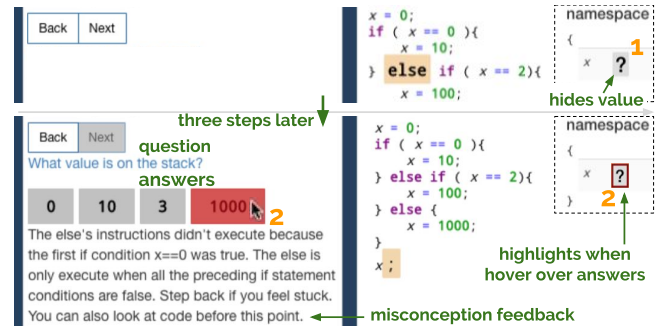 Back Next
x = 0;
if ( x == 0 ){
x = 10;
} else if ( x == 2){
x = 100;
namespace
{
x ?
1
hides value
three steps later
Back Next
question
What value is on the stack?
answers
0 10 3 1000
2
The else's instructions didn't execute because
the first if condition x==0 was true. The else is
only execute when all the preceding if statement
conditions are false. Step back if you feel stuck.
You can also look at code before this point.
misconception feedback
x = 0;
if ( x == 0 ){
x = 10;
} else if ( x == 2){
x = 100;
} else {
x = 1000;
}
x ;
namespace
{
x ?
2
}
highlights when
hover over answers